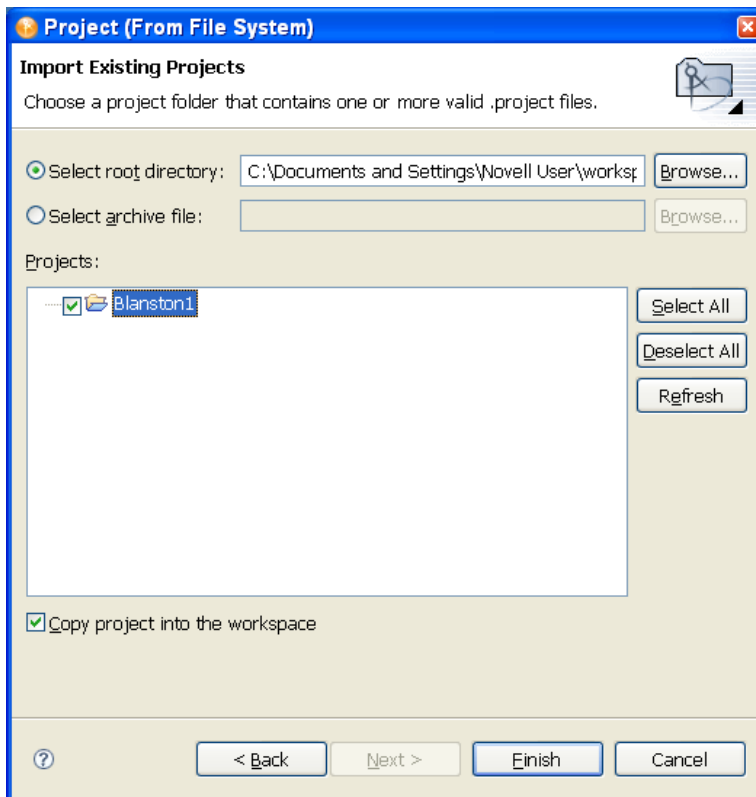 Project (From File System)
Import Existing Projects
Choose a project folder that contains one or more valid .project files.
Select root directory: C:\Documents and Settings\Novell User\worksp Browse...
Select archive file: Browse...
Projects:
Blanston1
Select All
Deselect All
Refresh
Copy project into the workspace
? < Back Next > Finish Cancel